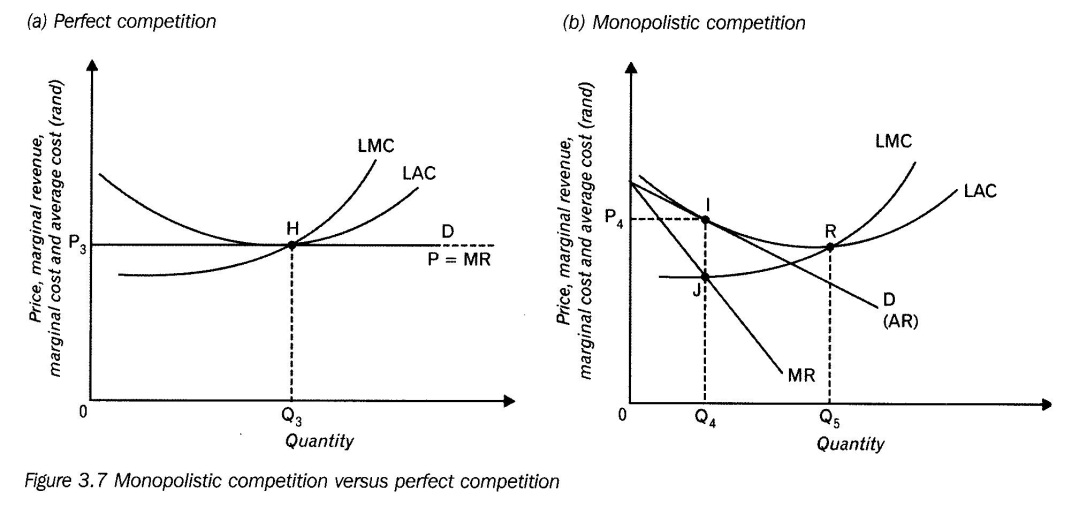 (a) Perfect competition
Price, marginal revenue,
marginal cost and average cost (rand)
LMC
LAC
H
D
P3
P = MR
0
Q3
Quantity
(b) Monopolistic competition
Price, marginal revenue,
marginal cost and average cost (rand)
LMC
LAC
I
P4
R
J
D
(AR)
MR
0
Q4
Q5
Quantity
Figure 3.7 Monopolistic competition versus perfect competition